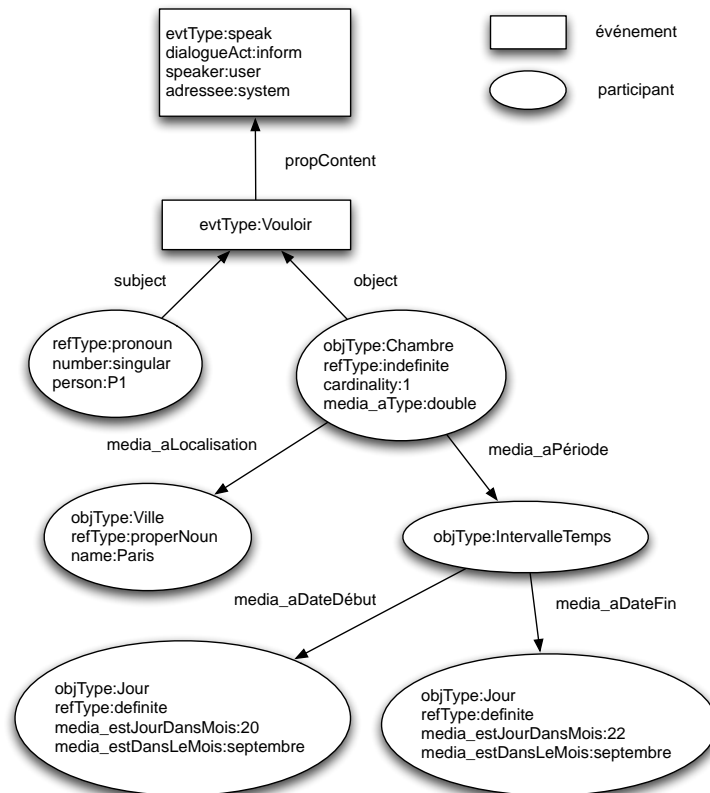 evtType:speak
dialogueAct:inform
speaker:user
adressee:system
événement
participant
propContent
evtType:Vouloir
subject
object
refType:pronoun
number:singular
person:P1
objType:Chambre
refType:indefinite
cardinality:1
media_aType:double
media_aLocalisation
media_aPériode
objType:Ville
refType:properNoun
name:Paris
objType:IntervalleTemps
media_aDateDébut
media_aDateFin
objType:Jour
refType:definite
media_estJourDansMois:20
media_estDansLeMois:septembre
objType:Jour
refType:definite
media_estJourDansMois:22
media_estDansLeMois:septembre